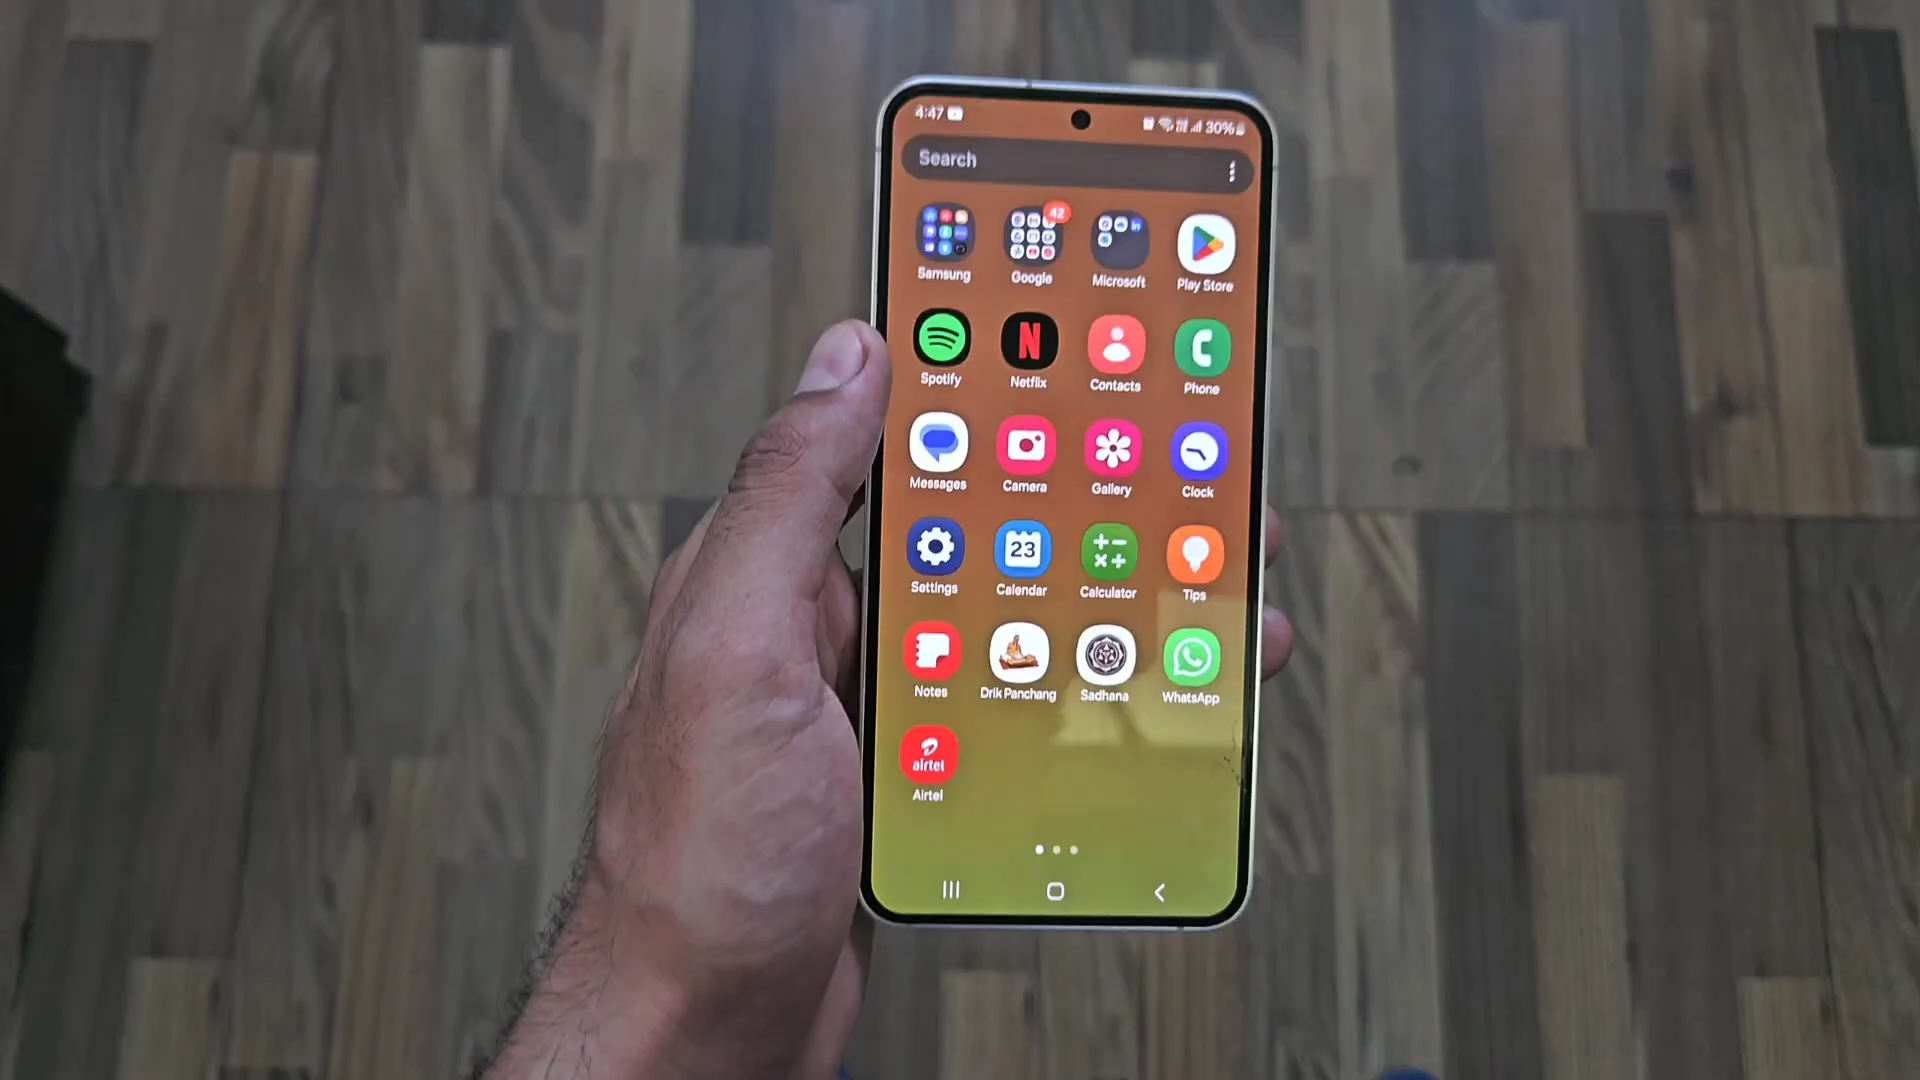 4:47
30%
Search
42
Samsung
Google
Microsoft
Play Store
N
Spotify
Netflix
Contacts
Phone
Messages
Camera
Gallery
Clock
23
Settings
Calendar
Calculator
Tips
Notes
Drik Panchang
Sadhana
WhatsApp
airtel
Airtel